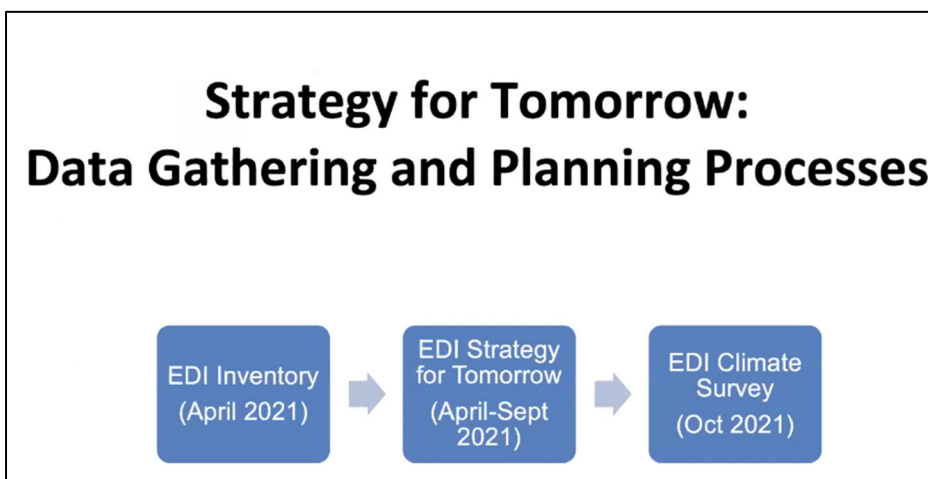 Strategy for Tomorrow:
Data Gathering and Planning Processes
EDI Inventory
(April 2021)
EDI Strategy
for Tomorrow
(April-Sept
2021)
EDI Climate
Survey
(Oct 2021)